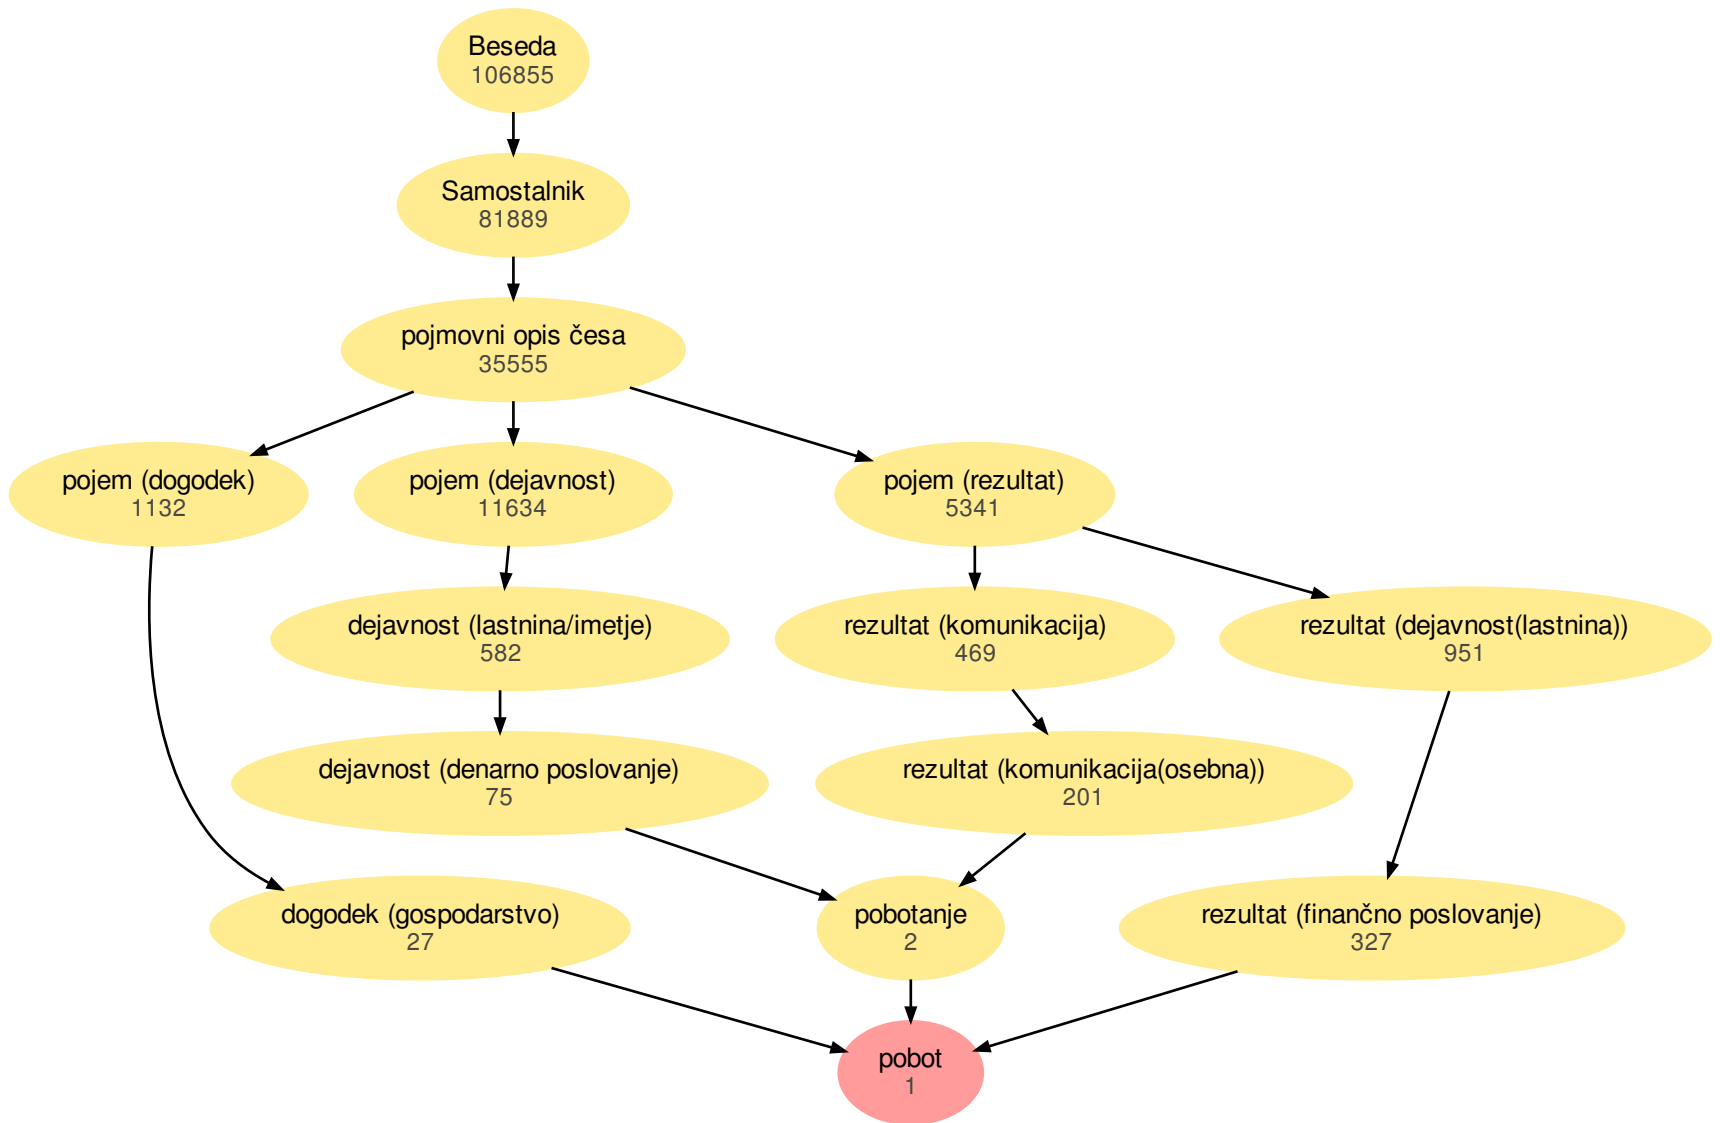 Beseda
106855
Samostalnik
81889
pojmovni opis česa
35555
pojem (dogodek)
1132
pojem (dejavnost)
11634
pojem (rezultat)
5341
dejavnost (lastnina/imetje)
582
rezultat (komunikacija)
469
rezultat (dejavnost(lastnina))
951
dejavnost (denarno poslovanje)
75
rezultat (komunikacija(osebna))
201
dogodek (gospodarstvo)
27
pobotanje
2
rezultat (finančno poslovanje)
327
pobot
1